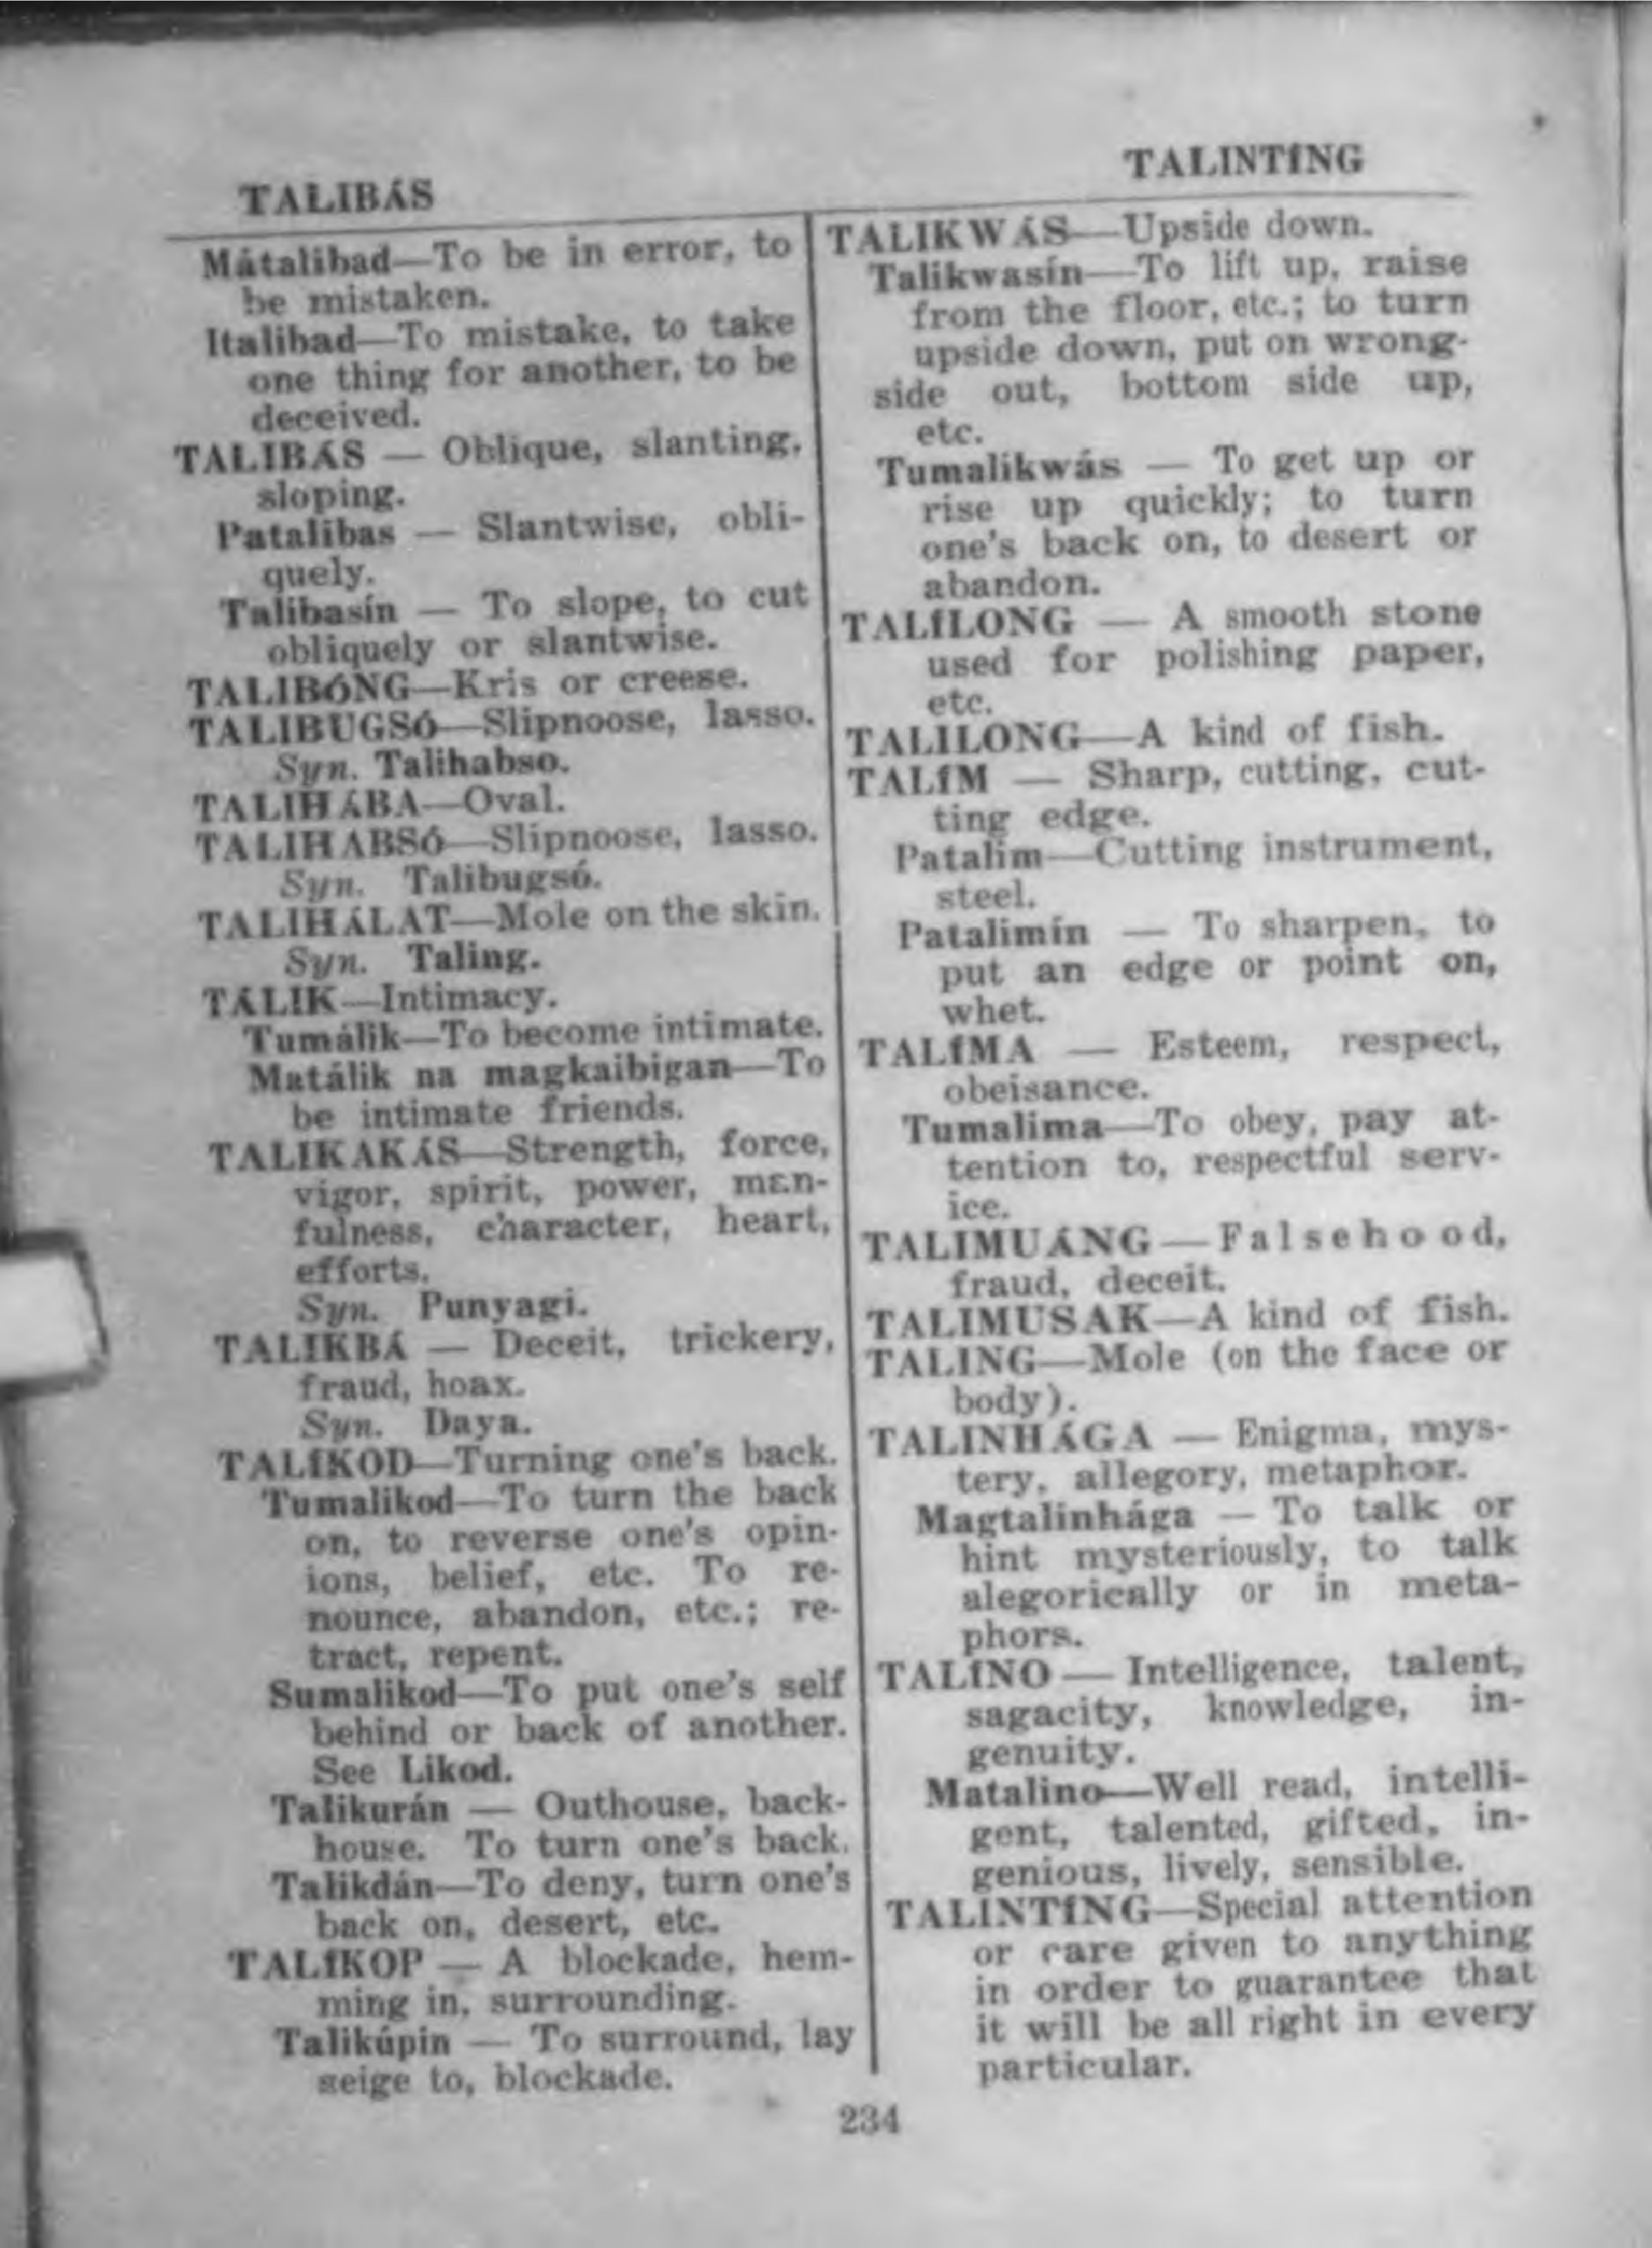 TALIBÁS
TALINTÍNG
Mátalibad—To be in error, to
be mistaken.
Italibad—To mistake, to take
one thing for another, to be
deceived.
TALIBÁS — Oblique, slanting,
sloping.
Patalibas — Slantwise, obli-
quely.
Talibasín — To slope, to cut
obliquely or slantwise.
TALIBÓNG—Kris or creese.
TALIBUGSÓ—Slipnoose, lasso.
Syn. Talihabso.
TALIHÁBA—Oval.
TALIHABSÓ—Slipnoose, lasso.
Syn. Talibugsó.
TALIHÁLAT—Mole on the skin.
Syn. Taling.
TÁLIK—Intimacy.
Tumálik—To become intimate.
Matálik na magkaibigan—To
be intimate friends.
TALIKAKÁS—Strength, force,
vigor, spirit, power, man-
fulness, character, heart,
efforts.
Syn. Punyagi.
TALIKBÁ — Deceit, trickery,
fraud, hoax.
Syn. Daya.
TALÍKOD—Turning one's back.
Tumalikod—To turn the back
on, to reverse one's opin-
ions, belief, etc. To re-
nounce, abandon, etc.; re-
tract, repent.
Sumalikod—To put one's self
behind or back of another.
See Likod.
Talikurán — Outhouse, back-
house. To turn one's back.
Talikdán—To deny, turn one's
back on, desert, etc.
TALÍKOP — A blockade, hem-
ming in, surrounding.
Talikúpin — To surround, lay
seige to, blockade.
TALIKWÁS—Upside down.
Talikwasín—To lift up, raise
from the floor, etc.; to turn
upside down, put on wrong-
side out, bottom side up,
etc.
Tumalikwás — To get up or
rise up quickly; to turn
one's back on, to desert or
abandon.
TALÍLONG — A smooth stone
used for polishing paper,
etc.
TALILONG—A kind of fish.
TALÍM — Sharp, cutting, cut-
ting edge.
Patalim—Cutting instrument,
steel.
Patalimín — To sharpen, to
put an edge or point on,
whet.
TALÍMA — Esteem, respect,
obeisance.
Tumalima—To obey, pay at-
tention to, respectful serv-
ice.
TALIMUÁNG—Falsehood,
fraud, deceit.
TALIMUSAK—A kind of fish.
TALING—Mole (on the face or
body).
TALINHÁGA — Enigma, mys-
tery, allegory, metaphor.
Magtalinhága — To talk or
hint mysteriously, to talk
alegorically or in meta-
phors.
TALÍNO — Intelligence, talent,
sagacity, knowledge, in-
genuity.
Matalino—Well read, intelli-
gent, talented, gifted, in-
genious, lively, sensible.
TALINTÍNG—Special attention
or care given to anything
in order to guarantee that
it will be all right in every
particular.
234